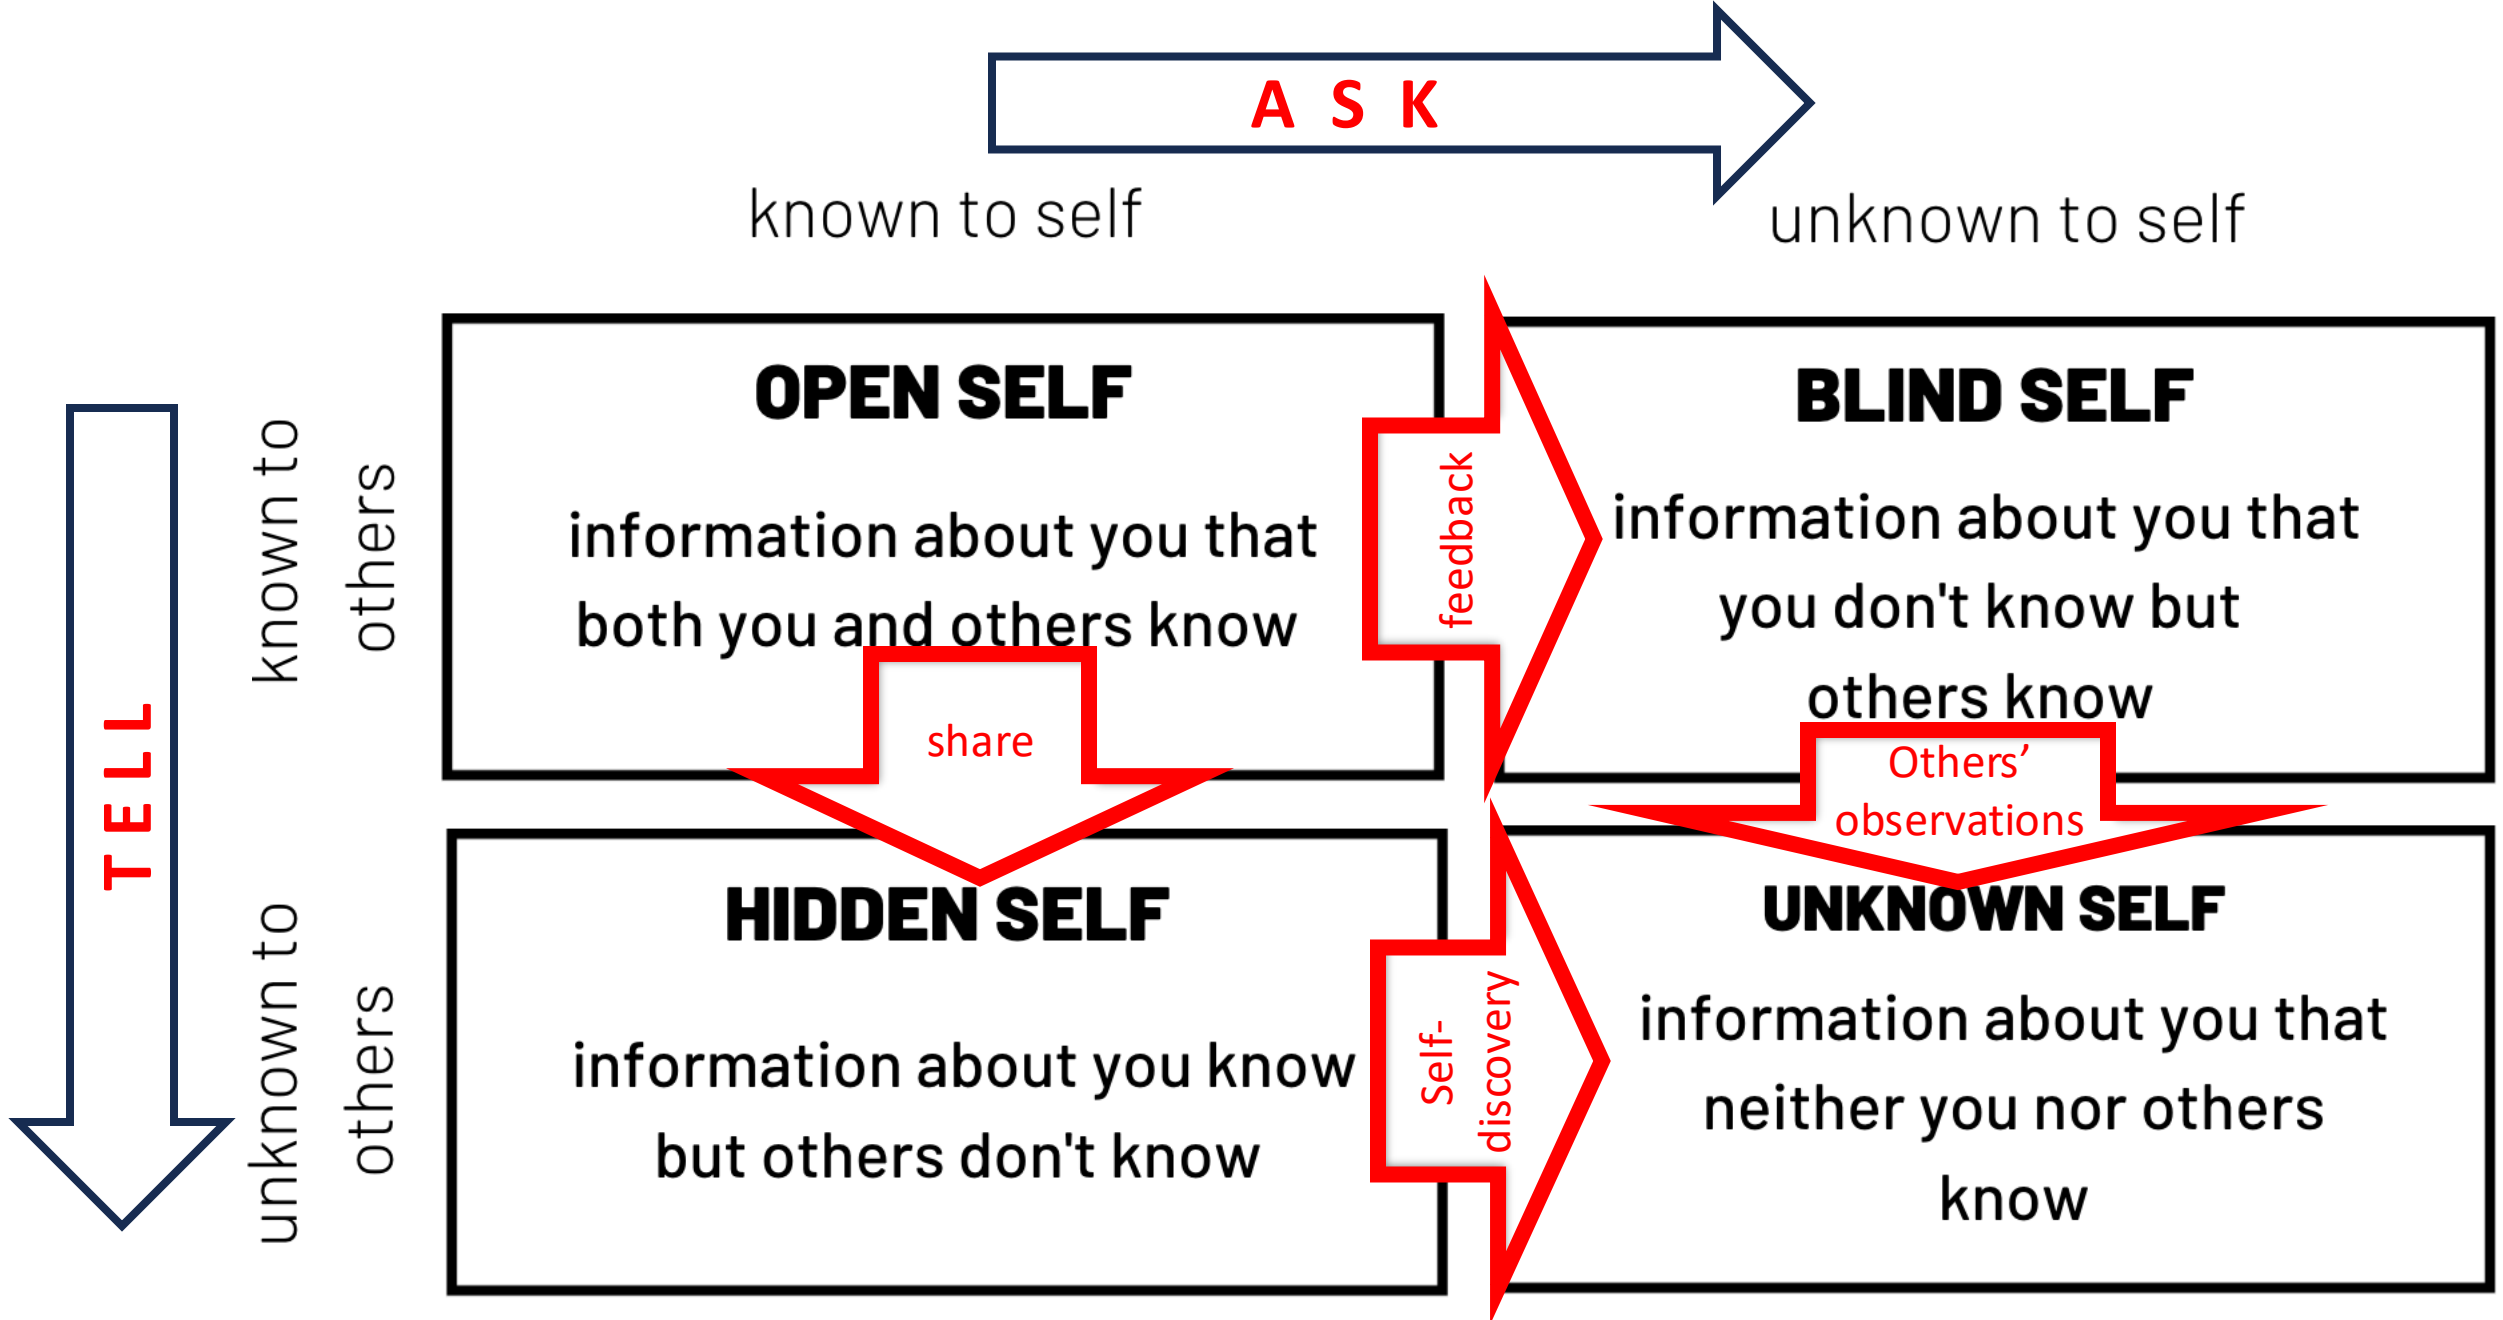 A S K
known to self
unknown to self
TELL
known to
others
OPEN SELF
information about you that
both you and others know
feedback
BLIND SELF
information about you that
you don't know but
others know
share
Others’
observations
unknown to
others
HIDDEN SELF
information about you know
but others don't know
Self-
discovery
UNKNOWN SELF
information about you that
neither you nor others
know